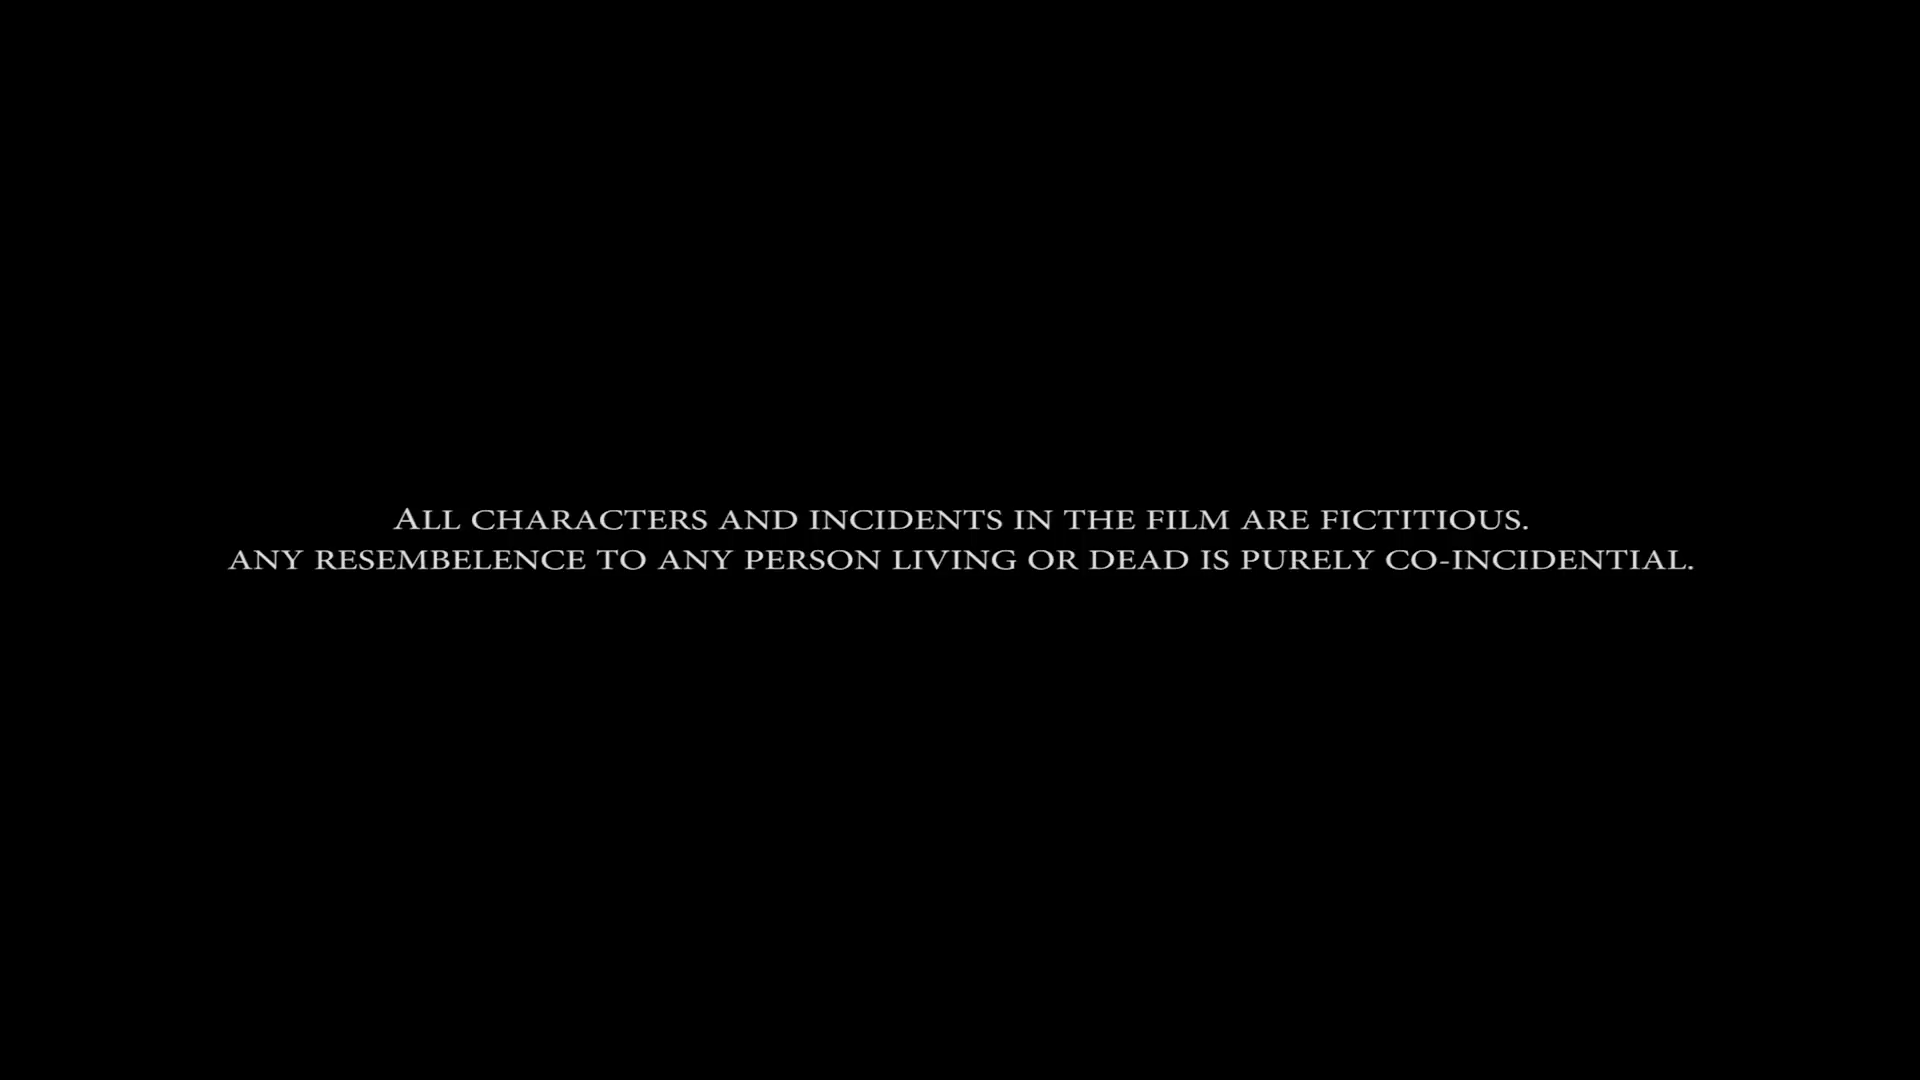 ALL CHARACTERS AND INCIDENTS IN THE FILM ARE FICTITIOUS.
ANY RESEMBELENCE TO ANY PERSON LIVING OR DEAD IS PURELY CO-INCIDENTIAL.